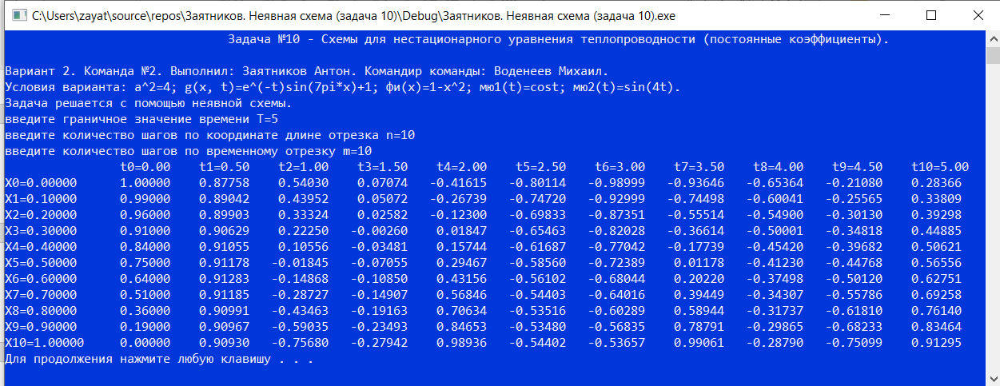 C:\Users\zayat\source\repos\Заятников. Неявная схема (задача 10)\Debug\Заятников. Неявная схема (задача 10).exe
Задача №10 - Схемы для нестационарного уравнения теплопроводности (постоянные коэффициенты).
Вариант 2. Команда №2. Выполнил: Заятников Антон. Командир команды: Воденеев Михаил.
Условия варианта: a^2=4; g(x, t)=e^(-t)sin(7pi*x)+1; фи(x)=1-x^2; мю1(t)=cost; мю2(t)=sin(4t).
Задача решается с помощью неявной схемы.
введите граничное значение времени T=5
введите количество шагов по координате длине отрезка n=10
введите количество шагов по временному отрезку m=10
t0=0.00 t1=0.50 t2=1.00 t3=1.50 t4=2.00 t5=2.50 t6=3.00 t7=3.50 t8=4.00 t9=4.50 t10=5.00
X0=0.00000 1.00000 0.87758 0.54030 0.07074 -0.41615 -0.80114 -0.98999 -0.93646 -0.65364 -0.21080 0.28366
X1=0.10000 0.99000 0.89042 0.43952 0.05072 -0.26739 -0.74720 -0.92999 -0.74498 -0.60041 -0.25565 0.33809
X2=0.20000 0.96000 0.89903 0.33324 0.02582 -0.12300 -0.69833 -0.87351 -0.55514 -0.54900 -0.30130 0.39298
X3=0.30000 0.91000 0.90629 0.22250 -0.00260 0.01847 -0.65463 -0.82028 -0.36614 -0.50001 -0.34818 0.44885
X4=0.40000 0.84000 0.91055 0.10556 -0.03481 0.15744 -0.61687 -0.77042 -0.17739 -0.45420 -0.39682 0.50621
X5=0.50000 0.75000 0.91178 -0.01845 -0.07055 0.29467 -0.58560 -0.72389 0.01178 -0.41230 -0.44768 0.56556
X6=0.60000 0.64000 0.91283 -0.14868 -0.10850 0.43156 -0.56102 -0.68044 0.20220 -0.37498 -0.50120 0.62751
X7=0.70000 0.51000 0.91185 -0.28727 -0.14907 0.56846 -0.54403 -0.64016 0.39449 -0.34307 -0.55786 0.69258
X8=0.80000 0.36000 0.90991 -0.43463 -0.19163 0.70634 -0.53516 -0.60289 0.58944 -0.31737 -0.61810 0.76140
X9=0.90000 0.19000 0.90967 -0.59035 -0.23493 0.84653 -0.53480 -0.56835 0.78791 -0.29865 -0.68233 0.83464
X10=1.00000 0.00000 0.90930 -0.75680 -0.27942 0.98936 -0.54402 -0.53657 0.99061 -0.28790 -0.75099 0.91295
Для продолжения нажмите любую клавишу . . .